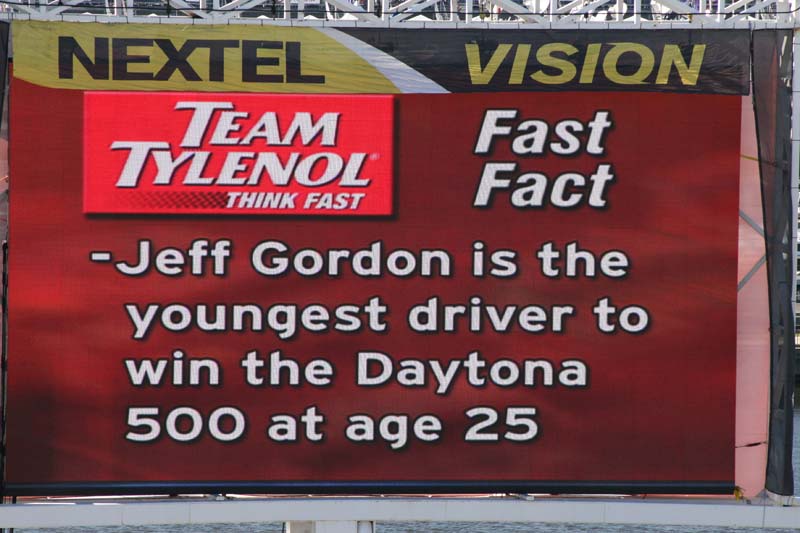 NEXTEL VISION
TEAM
TYLENOL®
THINK FAST
Fast
Fact
-Jeff Gordon is the
youngest driver to
win the Daytona
500 at age 25